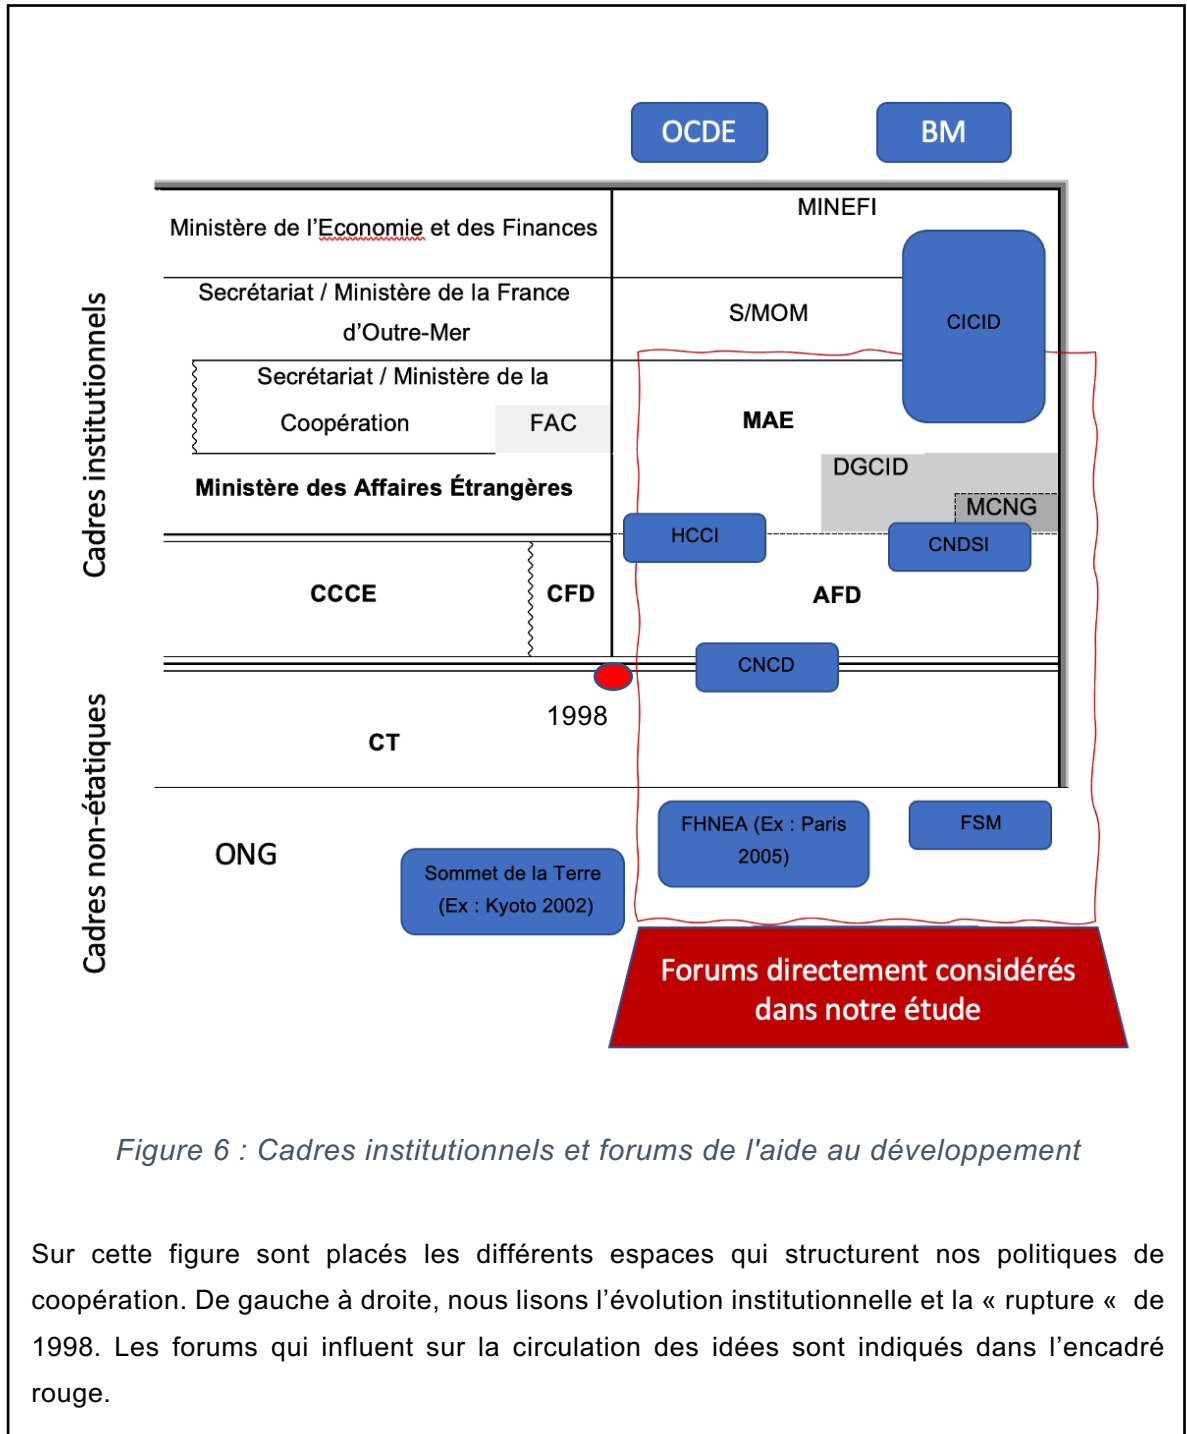 OCDE
BM
Cadres institutionnels
Ministère de l’Economie et des Finances
MINEFI
Secrétariat / Ministère de la France
d’Outre-Mer
S/MOM
CICID
Secrétariat / Ministère de la
Coopération
FAC
MAE
DGCID
Ministère des Affaires Étrangères
MCNG
HCCI
CNDSI
CCCE
CFD
AFD
CNCD
Cadres non-étatiques
1998
CT
FHNEA (Ex : Paris
2005)
FSM
ONG
Sommet de la Terre
(Ex : Kyoto 2002)
Forums directement considérés
dans notre étude
Figure 6 : Cadres institutionnels et forums de l'aide au développement
Sur cette figure sont placés les différents espaces qui structurent nos politiques de
coopération. De gauche à droite, nous lisons l’évolution institutionnelle et la « rupture « de
1998. Les forums qui influent sur la circulation des idées sont indiqués dans l’encadré
rouge.